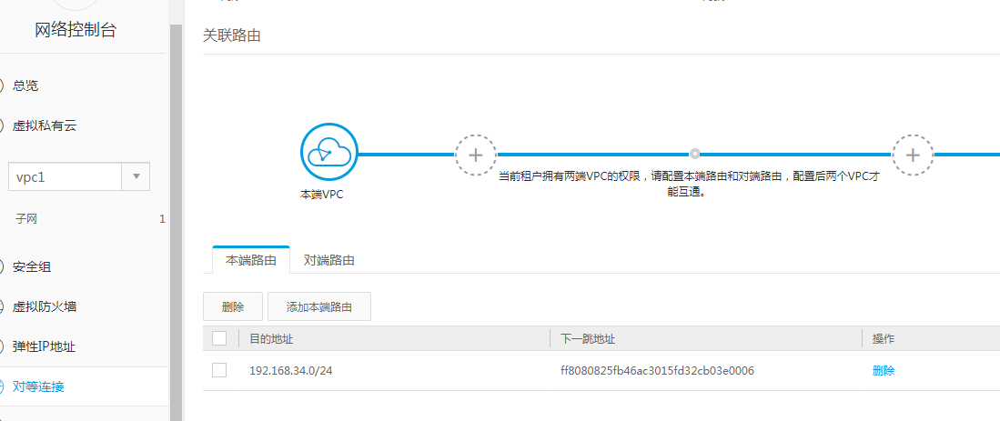 网络控制台
总览
虚拟私有云
vpc1
子网 1
安全组
虚拟防火墙
弹性IP地址
对等连接
关联路由
本端VPC
当前租户拥有两端VPC的权限，请配置本端路由和对端路由，配置后两个VPC才
能互通。
本端路由 对端路由
删除 添加本端路由
目的地址 下一跳地址 操作
192.168.34.0/24 ff8080825fb46ac3015fd32cb03e0006 删除